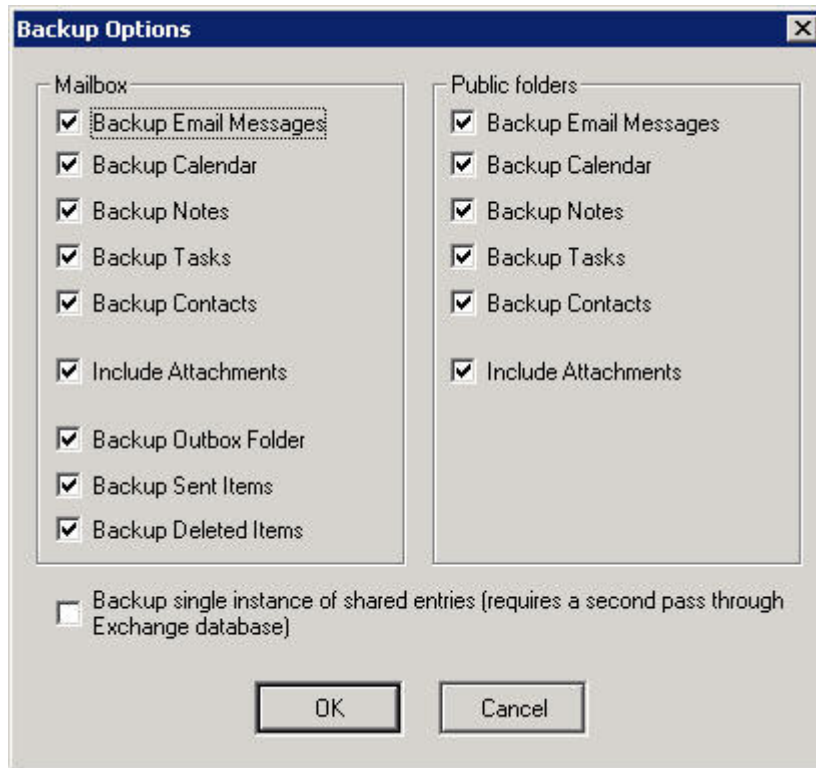 Backup Options
Mailbox
Backup Email Messages
Backup Calendar
Backup Notes
Backup Tasks
Backup Contacts
Include Attachments
Backup Outbox Folder
Backup Sent Items
Backup Deleted Items
Public folders
Backup Email Messages
Backup Calendar
Backup Notes
Backup Tasks
Backup Contacts
Include Attachments
Backup single instance of shared entries (requires a second pass through
Exchange database)
OK
Cancel